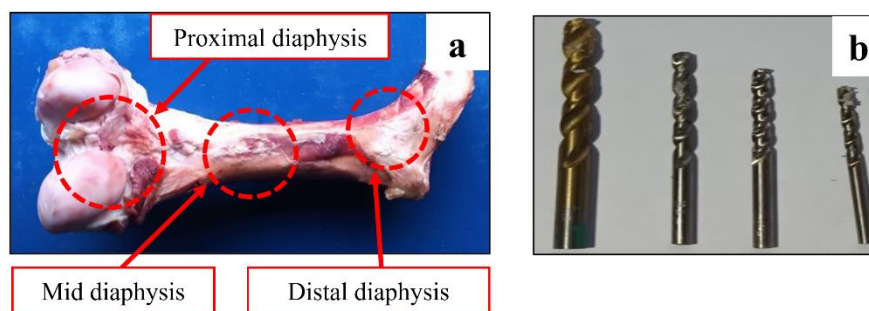 Proximal diaphysis
a
b
Mid diaphysis
Distal diaphysis